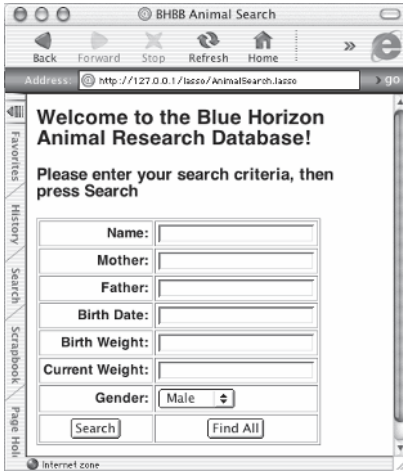 BHBB Animal Search
Back Forward Stop Refresh Home »
Address: @ http://127.0.0.1/lasso/AnimalSearch.lasso > go
Favorites
History
Search
Scrapbook
Page Hol
Welcome to the Blue Horizon
Animal Research Database!
Please enter your search criteria, then
press Search
Name:
Mother:
Father:
Birth Date:
Birth Weight:
Current Weight:
Gender: Male
Search Find All
Internet zone